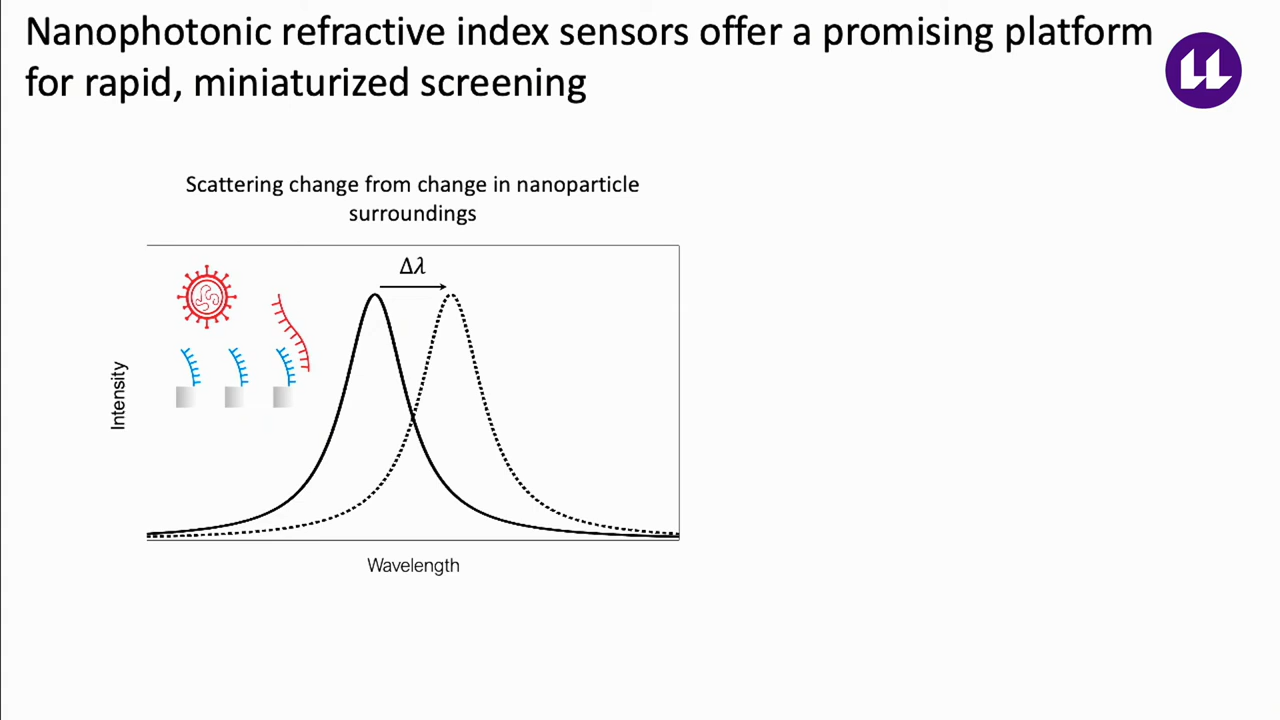 Nanophotonic refractive index sensors offer a promising platform
for rapid, miniaturized screening
Scattering change from change in nanoparticle
surroundings
Δλ
Intensity
Wavelength